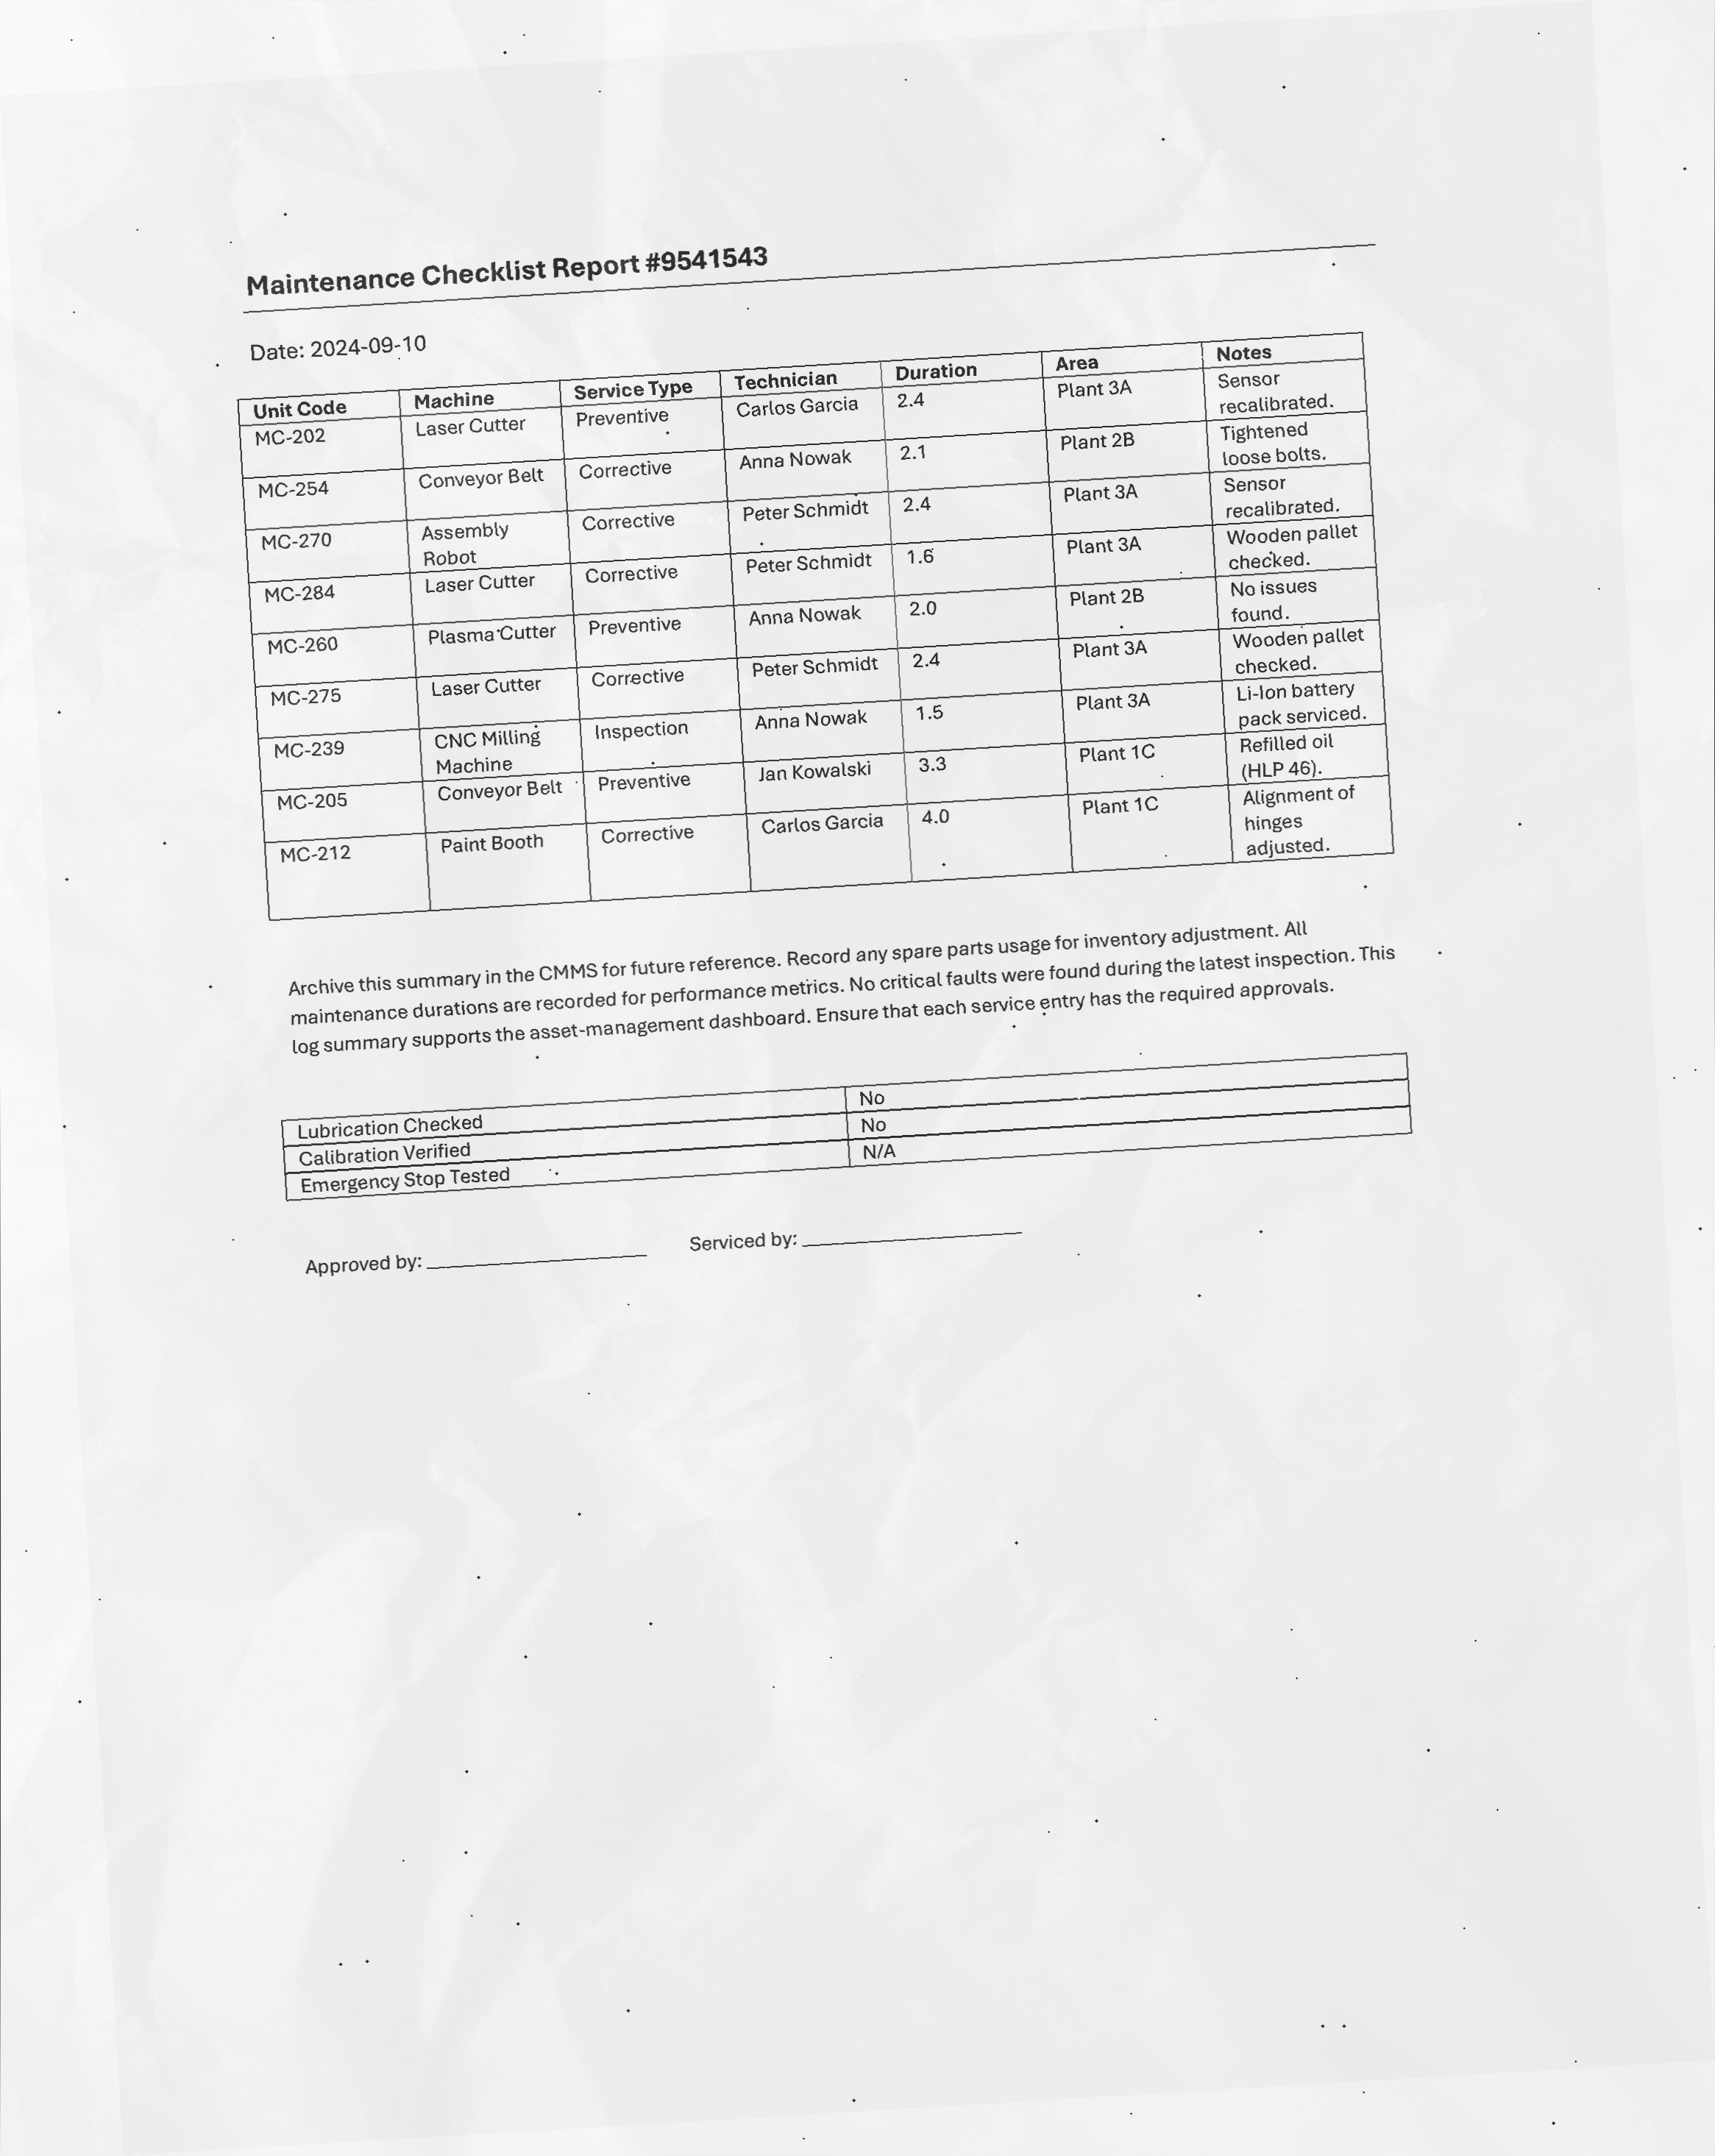 Maintenance Checklist Report #9541543
Date: 2024-09-10
Unit Code Machine Service Type Technician Duration Area Notes
MC-202 Laser Cutter Preventive Carlos Garcia 2.4 Plant 3A Sensor
recalibrated.
MC-254 Conveyor Belt Corrective Anna Nowak 2.1 Plant 2B Tightened
loose bolts.
MC-270 Assembly Corrective Peter Schmidt 2.4 Plant 3A Sensor
Robot recalibrated.
MC-284 Laser Cutter Corrective Peter Schmidt 1.6 Plant 3A Wooden pallet
checked.
MC-260 Plasma Cutter Preventive Anna Nowak 2.0 Plant 2B No issues
found.
MC-275 Laser Cutter Corrective Peter Schmidt 2.4 Plant 3A Wooden pallet
checked.
MC-239 CNC Milling Inspection Anna Nowak 1.5 Plant 3A Li-Ion battery
Machine pack serviced.
MC-205 Conveyor Belt Preventive Jan Kowalski 3.3 Plant 1C Refilled oil
(HLP 46).
MC-212 Paint Booth Corrective Carlos Garcia 4.0 Plant 1C Alignment of
hinges
adjusted.
Archive this summary in the CMMS for future reference. Record any spare parts usage for inventory adjustment. All
maintenance durations are recorded for performance metrics. No critical faults were found during the latest inspection. This
log summary supports the asset-management dashboard. Ensure that each service entry has the required approvals.
Lubrication Checked No
Calibration Verified No
Emergency Stop Tested N/A
Approved by: ____________________ Serviced by: ____________________